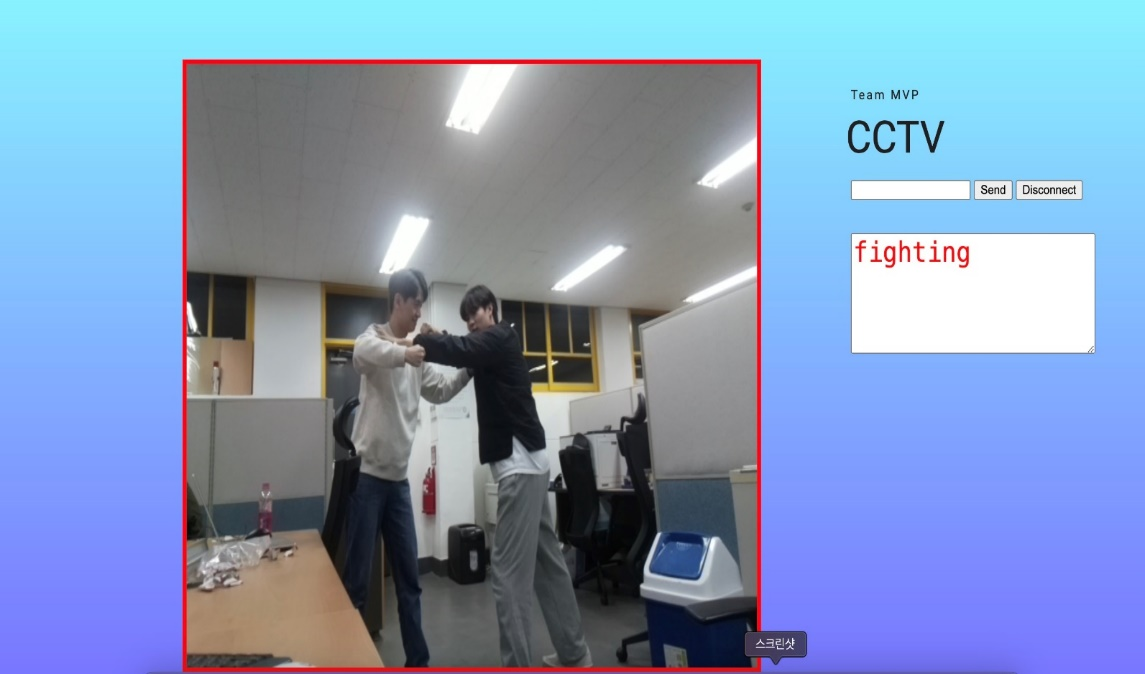 Team MVP
CCTV
Send Disconnect
fighting
스크린샷